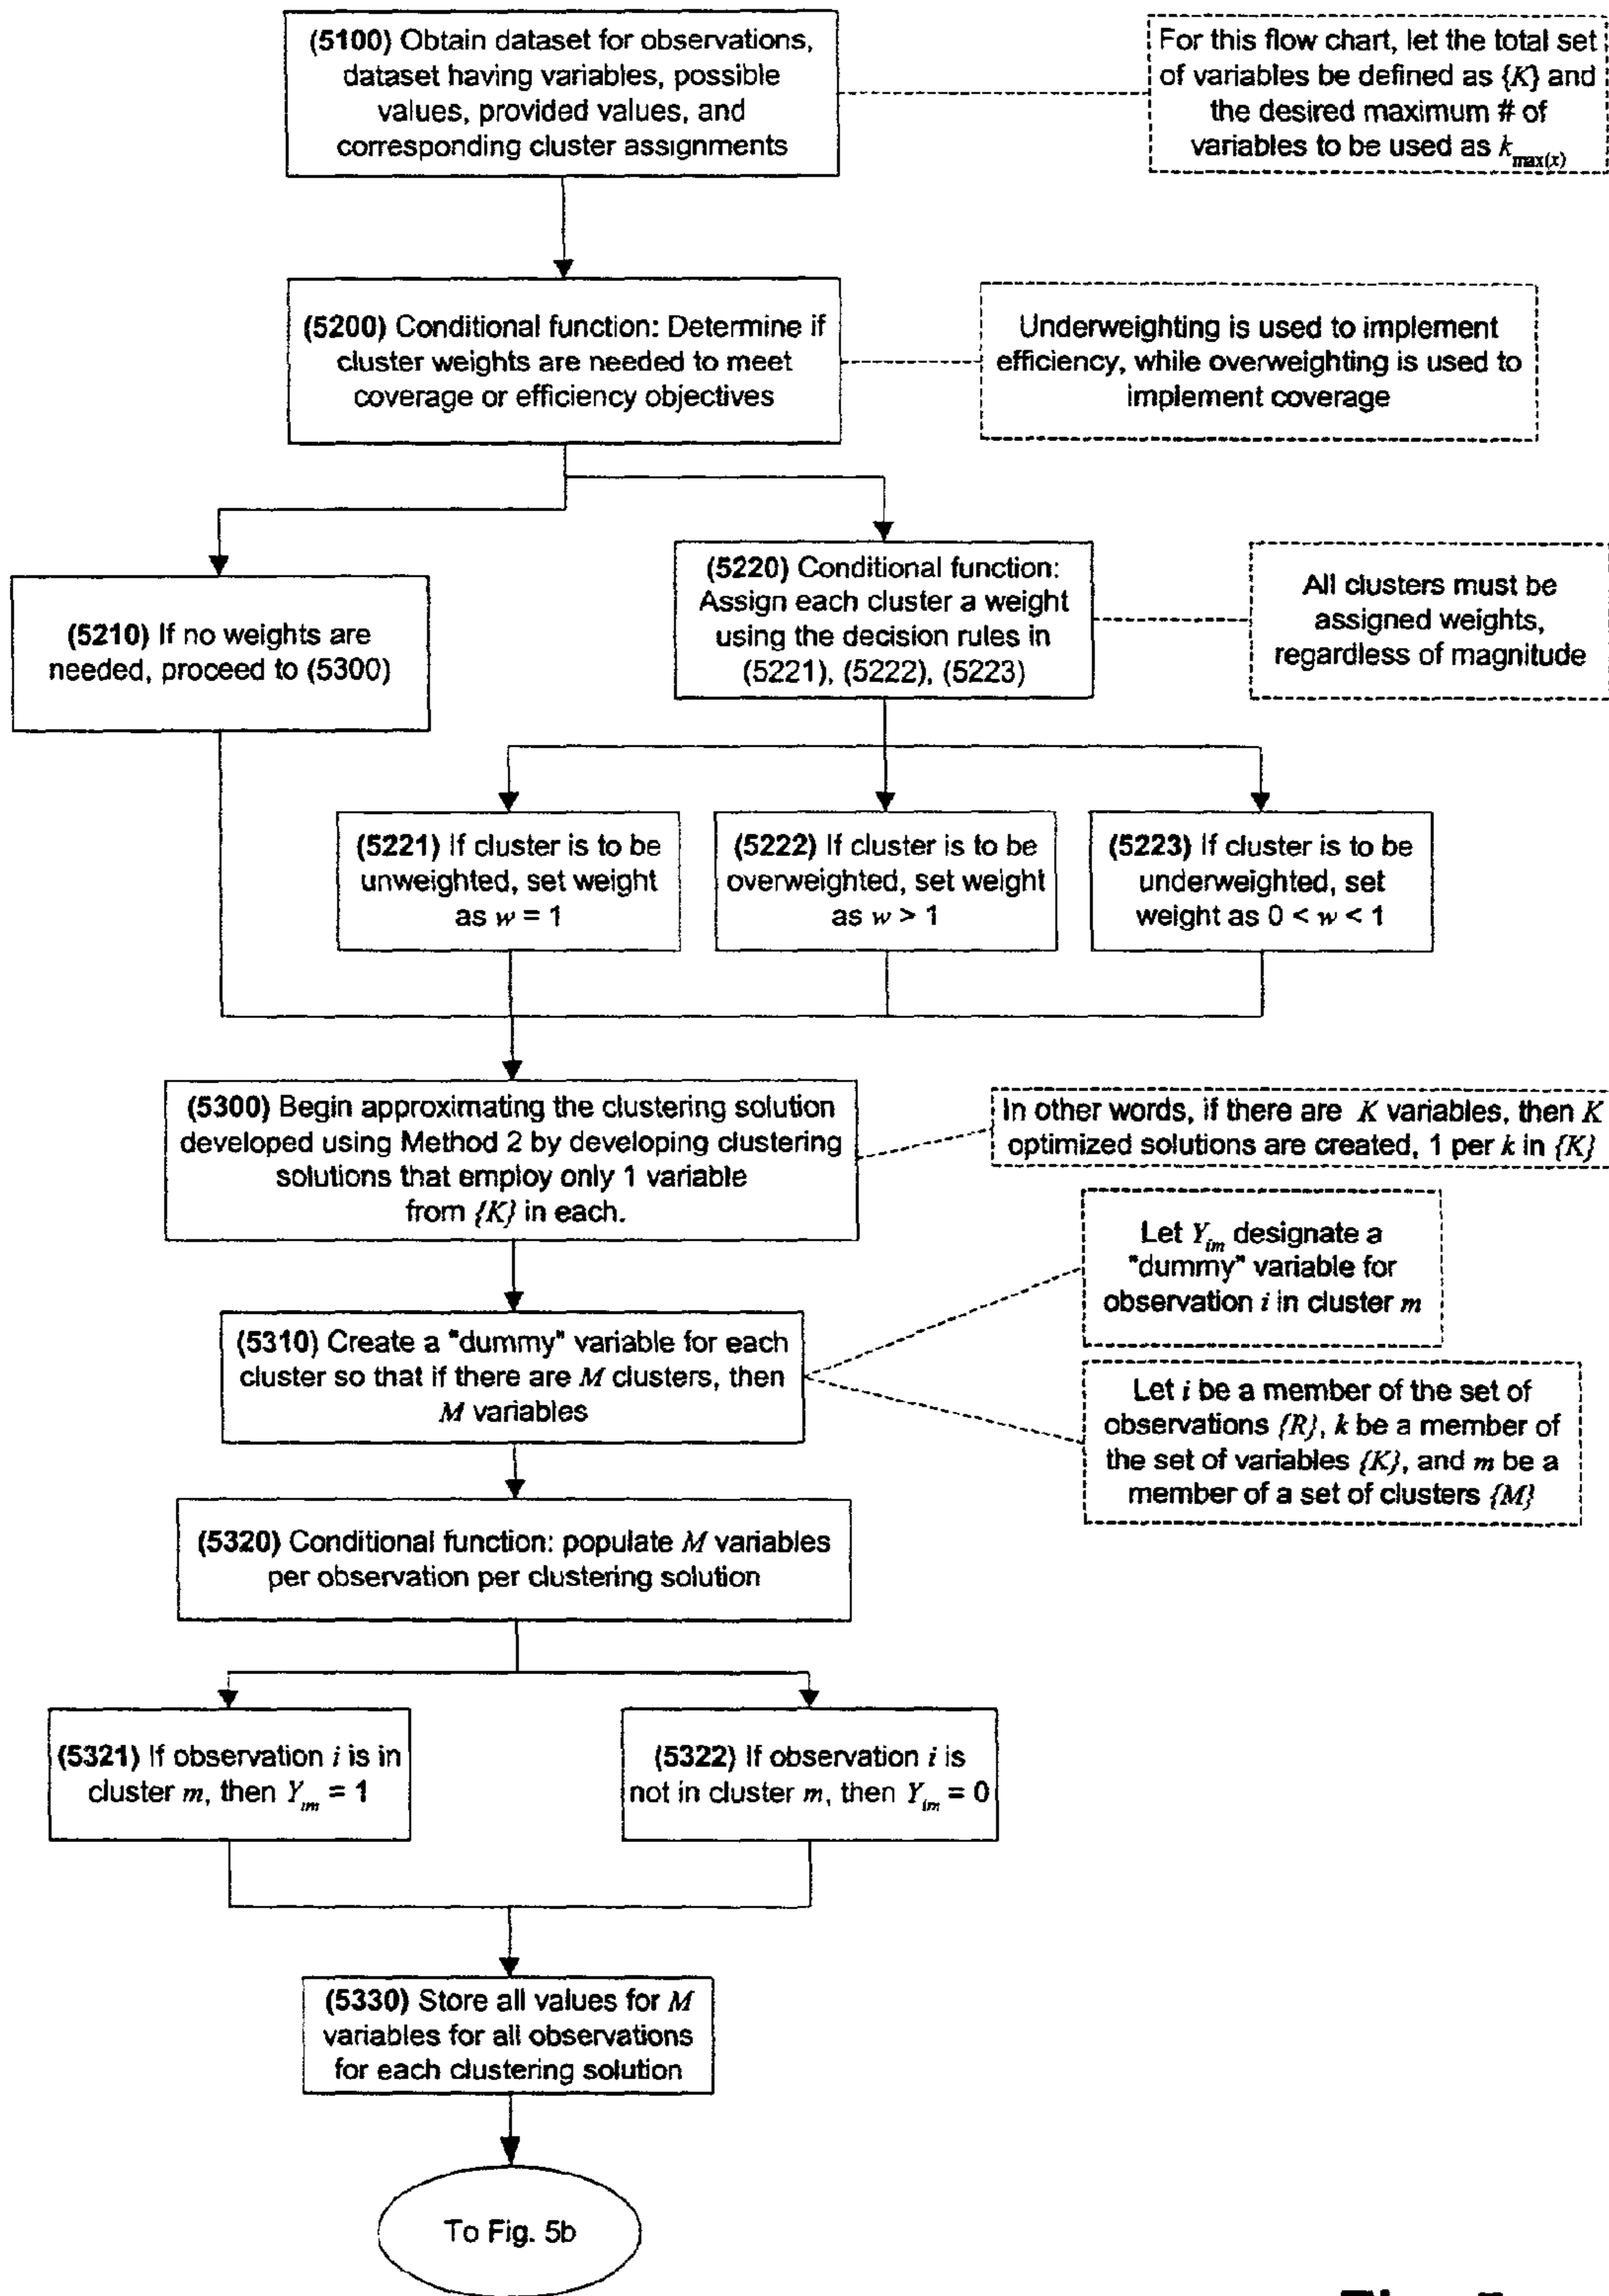 (5100) Obtain dataset for observations,
dataset having variables, possible
values, provided values, and
corresponding cluster assignments
For this flow chart, let the total set
of variables be defined as {K} and
the desired maximum # of
variables to be used as k_max(x)
(5200) Conditional function: Determine if
cluster weights are needed to meet
coverage or efficiency objectives
Underweighting is used to implement
efficiency, while overweighting is used to
implement coverage
(5210) If no weights are
needed, proceed to (5300)
(5220) Conditional function:
Assign each cluster a weight
using the decision rules in
(5221), (5222), (5223)
All clusters must be
assigned weights,
regardless of magnitude
(5221) If cluster is to be
unweighted, set weight
as w = 1
(5222) If cluster is to be
overweighted, set weight
as w > 1
(5223) If cluster is to be
underweighted, set
weight as 0 < w < 1
(5300) Begin approximating the clustering solution
developed using Method 2 by developing clustering
solutions that employ only 1 variable
from {K} in each.
In other words, if there are K variables, then K
optimized solutions are created, 1 per k in {K}
(5310) Create a "dummy" variable for each
cluster so that if there are M clusters, then
M variables
Let Y_im designate a
"dummy" variable for
observation i in cluster m
Let i be a member of the set of
observations {R}, k be a member of
the set of variables {K}, and m be a
member of a set of clusters {M}
(5320) Conditional function: populate M variables
per observation per clustering solution
(5321) If observation i is in
cluster m, then Y_im = 1
(5322) If observation i is
not in cluster m, then Y_im = 0
(5330) Store all values for M
variables for all observations
for each clustering solution
To Fig. 5b